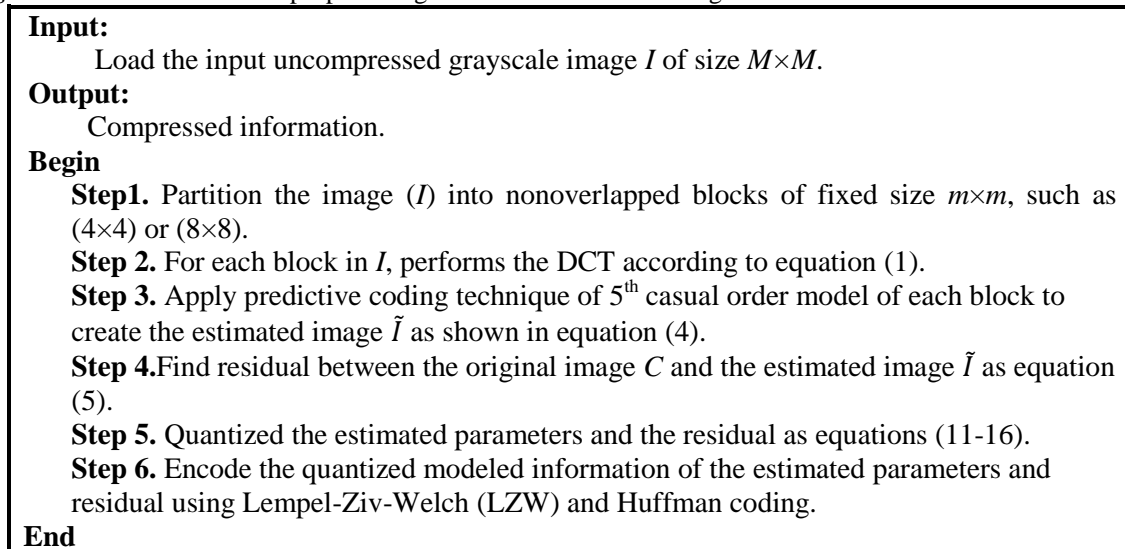 Input:
Load the input uncompressed grayscale image I of size M×M.
Output:
Compressed information.
Begin
Step1. Partition the image (I) into nonoverlapped blocks of fixed size m×m, such as
(4×4) or (8×8).
Step 2. For each block in I, performs the DCT according to equation (1).
Step 3. Apply predictive coding technique of 5th casual order model of each block to
create the estimated image Ĩ as shown in equation (4).
Step 4.Find residual between the original image C and the estimated image Ĩ as equation
(5).
Step 5. Quantized the estimated parameters and the residual as equations (11-16).
Step 6. Encode the quantized modeled information of the estimated parameters and
residual using Lempel-Ziv-Welch (LZW) and Huffman coding.
End